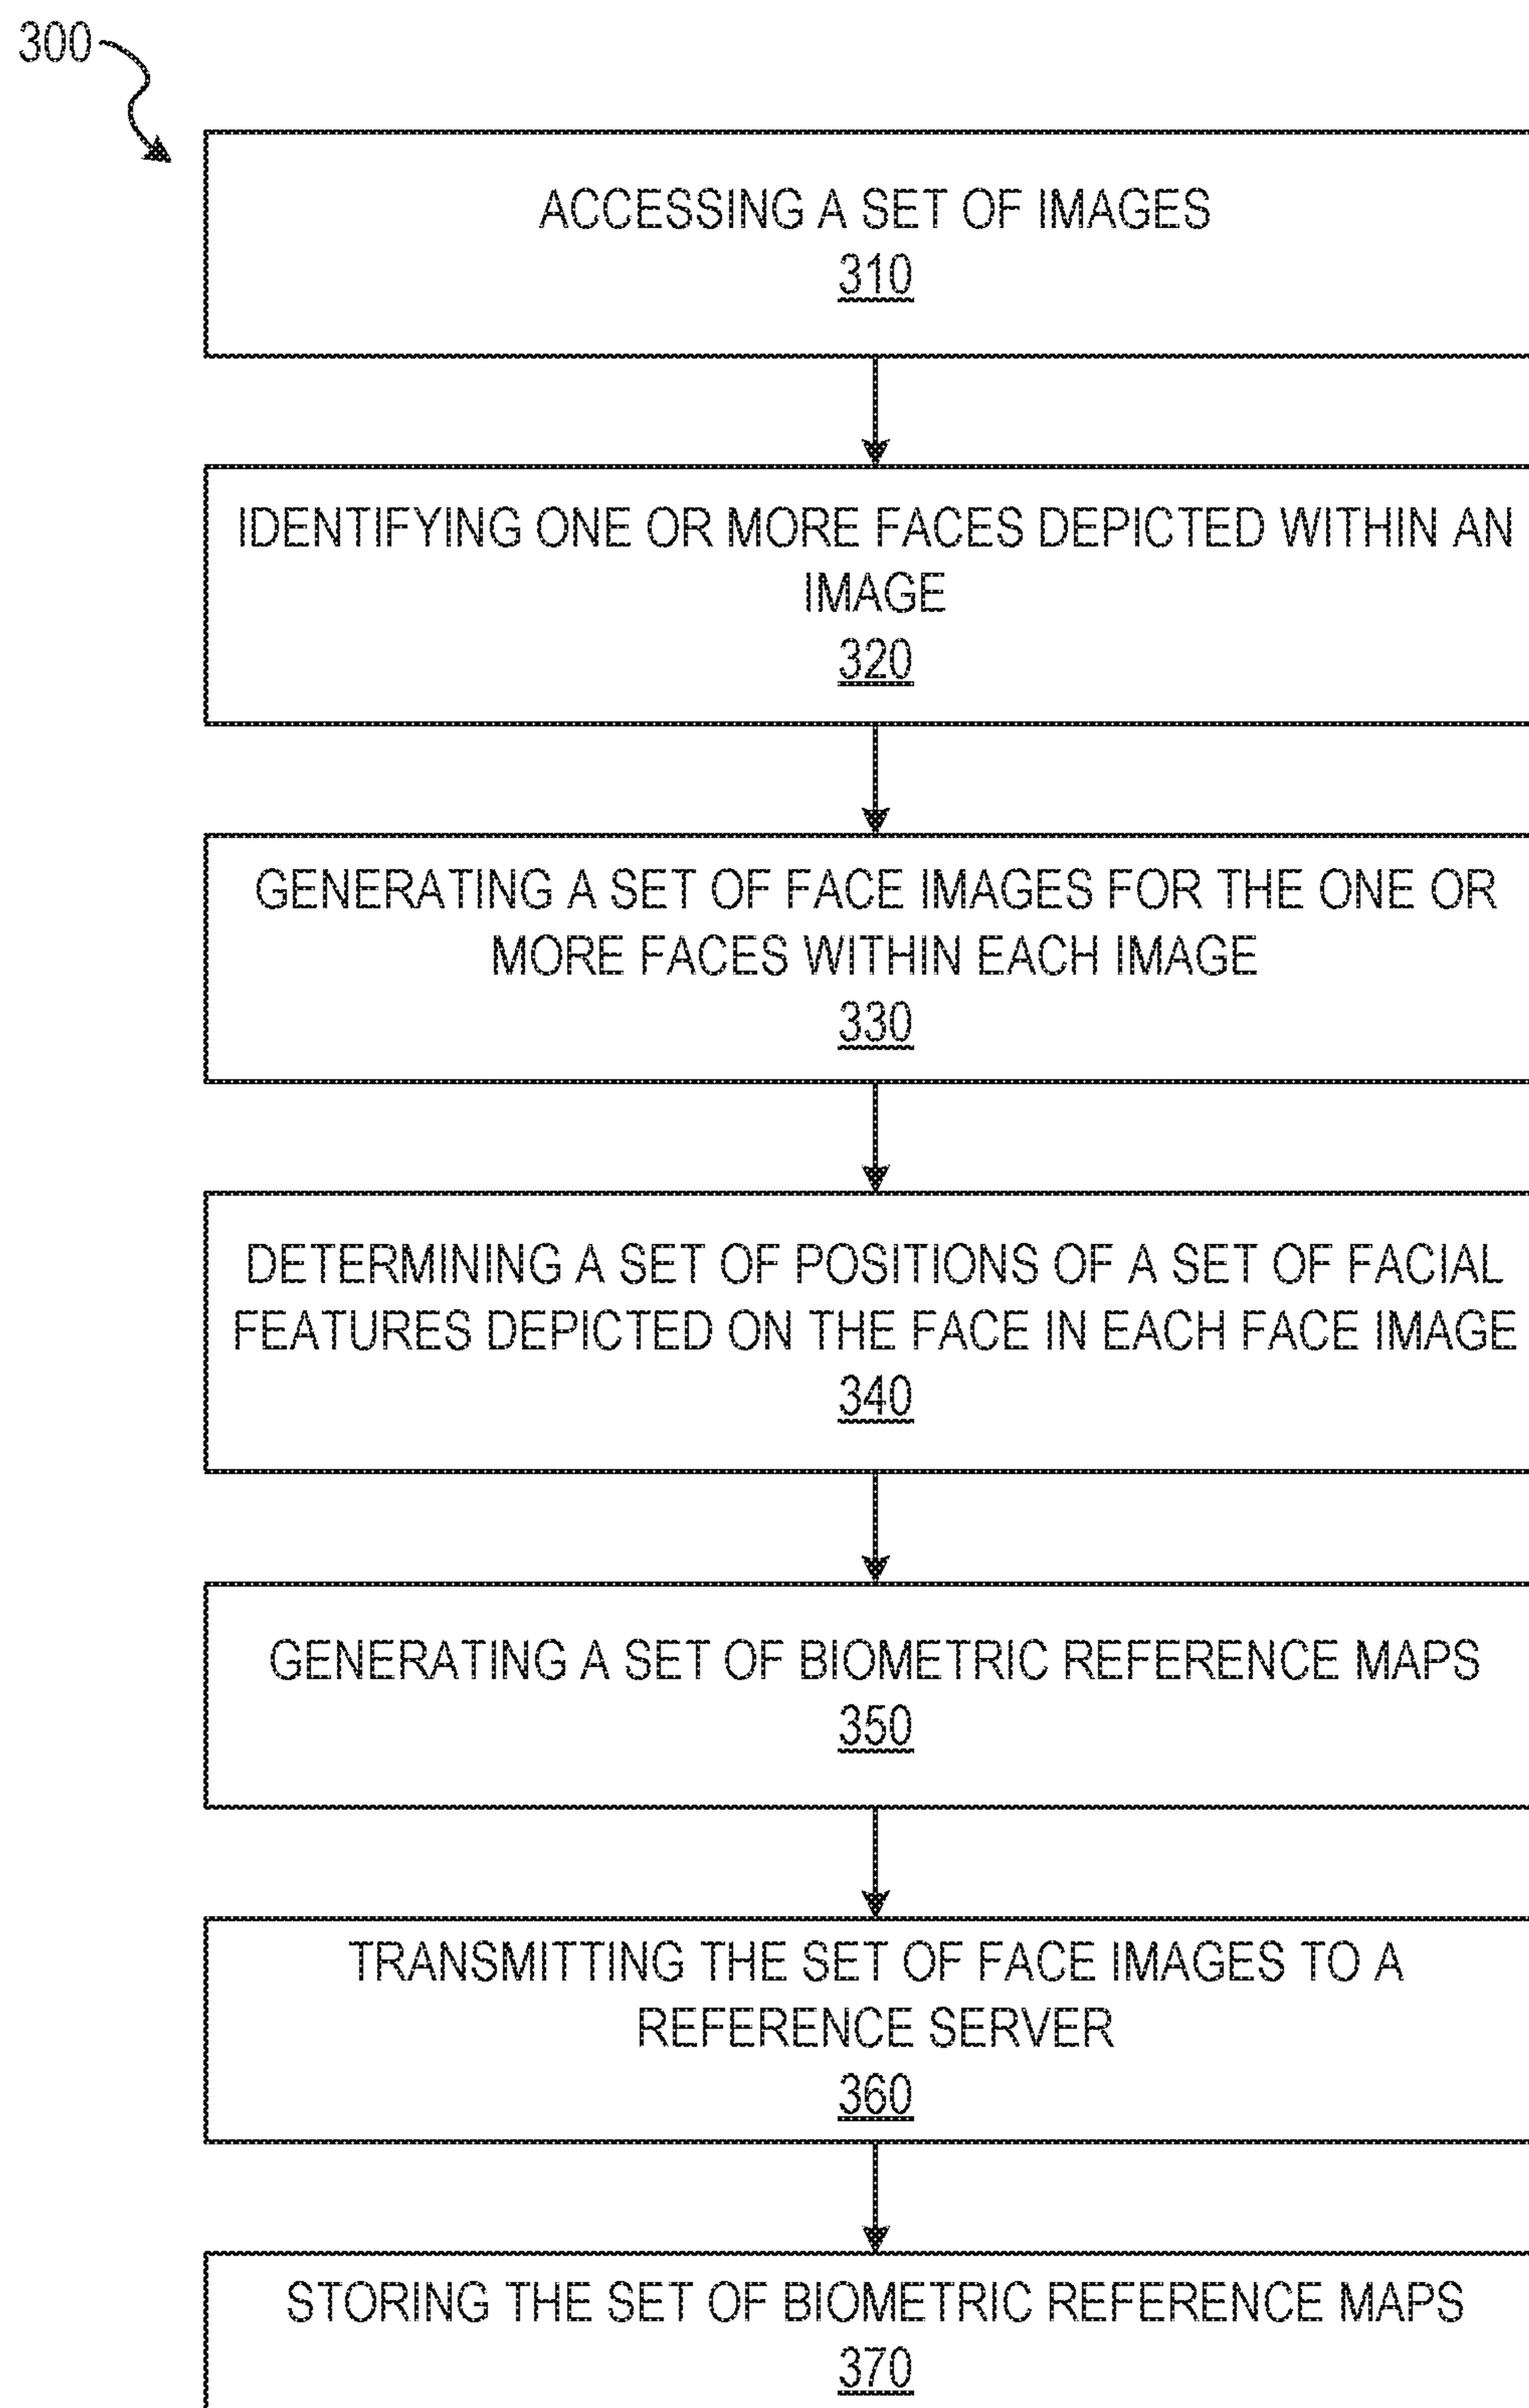 300
ACCESSING A SET OF IMAGES
310
IDENTIFYING ONE OR MORE FACES DEPICTED WITHIN AN
IMAGE
320
GENERATING A SET OF FACE IMAGES FOR THE ONE OR
MORE FACES WITHIN EACH IMAGE
330
DETERMINING A SET OF POSITIONS OF A SET OF FACIAL
FEATURES DEPICTED ON THE FACE IN EACH FACE IMAGE
340
GENERATING A SET OF BIOMETRIC REFERENCE MAPS
350
TRANSMITTING THE SET OF FACE IMAGES TO A
REFERENCE SERVER
360
STORING THE SET OF BIOMETRIC REFERENCE MAPS
370